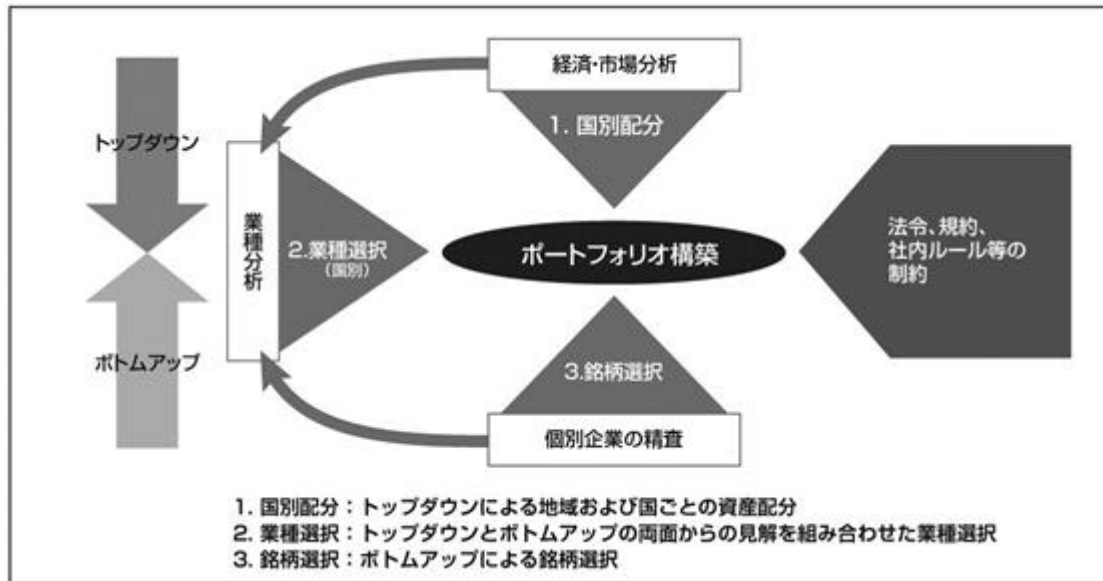 経済・市場分析
1. 国別配分
トップダウン
業種分析
2.業種選択
(国別)
ポートフォリオ構築
法令、規約、
社内ルール等の
制約
ボトムアップ
3.銘柄選択
個別企業の精査
1. 国別配分：トップダウンによる地域および国ごとの資産配分
2. 業種選択：トップダウンとボトムアップの両面からの見解を組み合わせた業種選択
3. 銘柄選択：ボトムアップによる銘柄選択